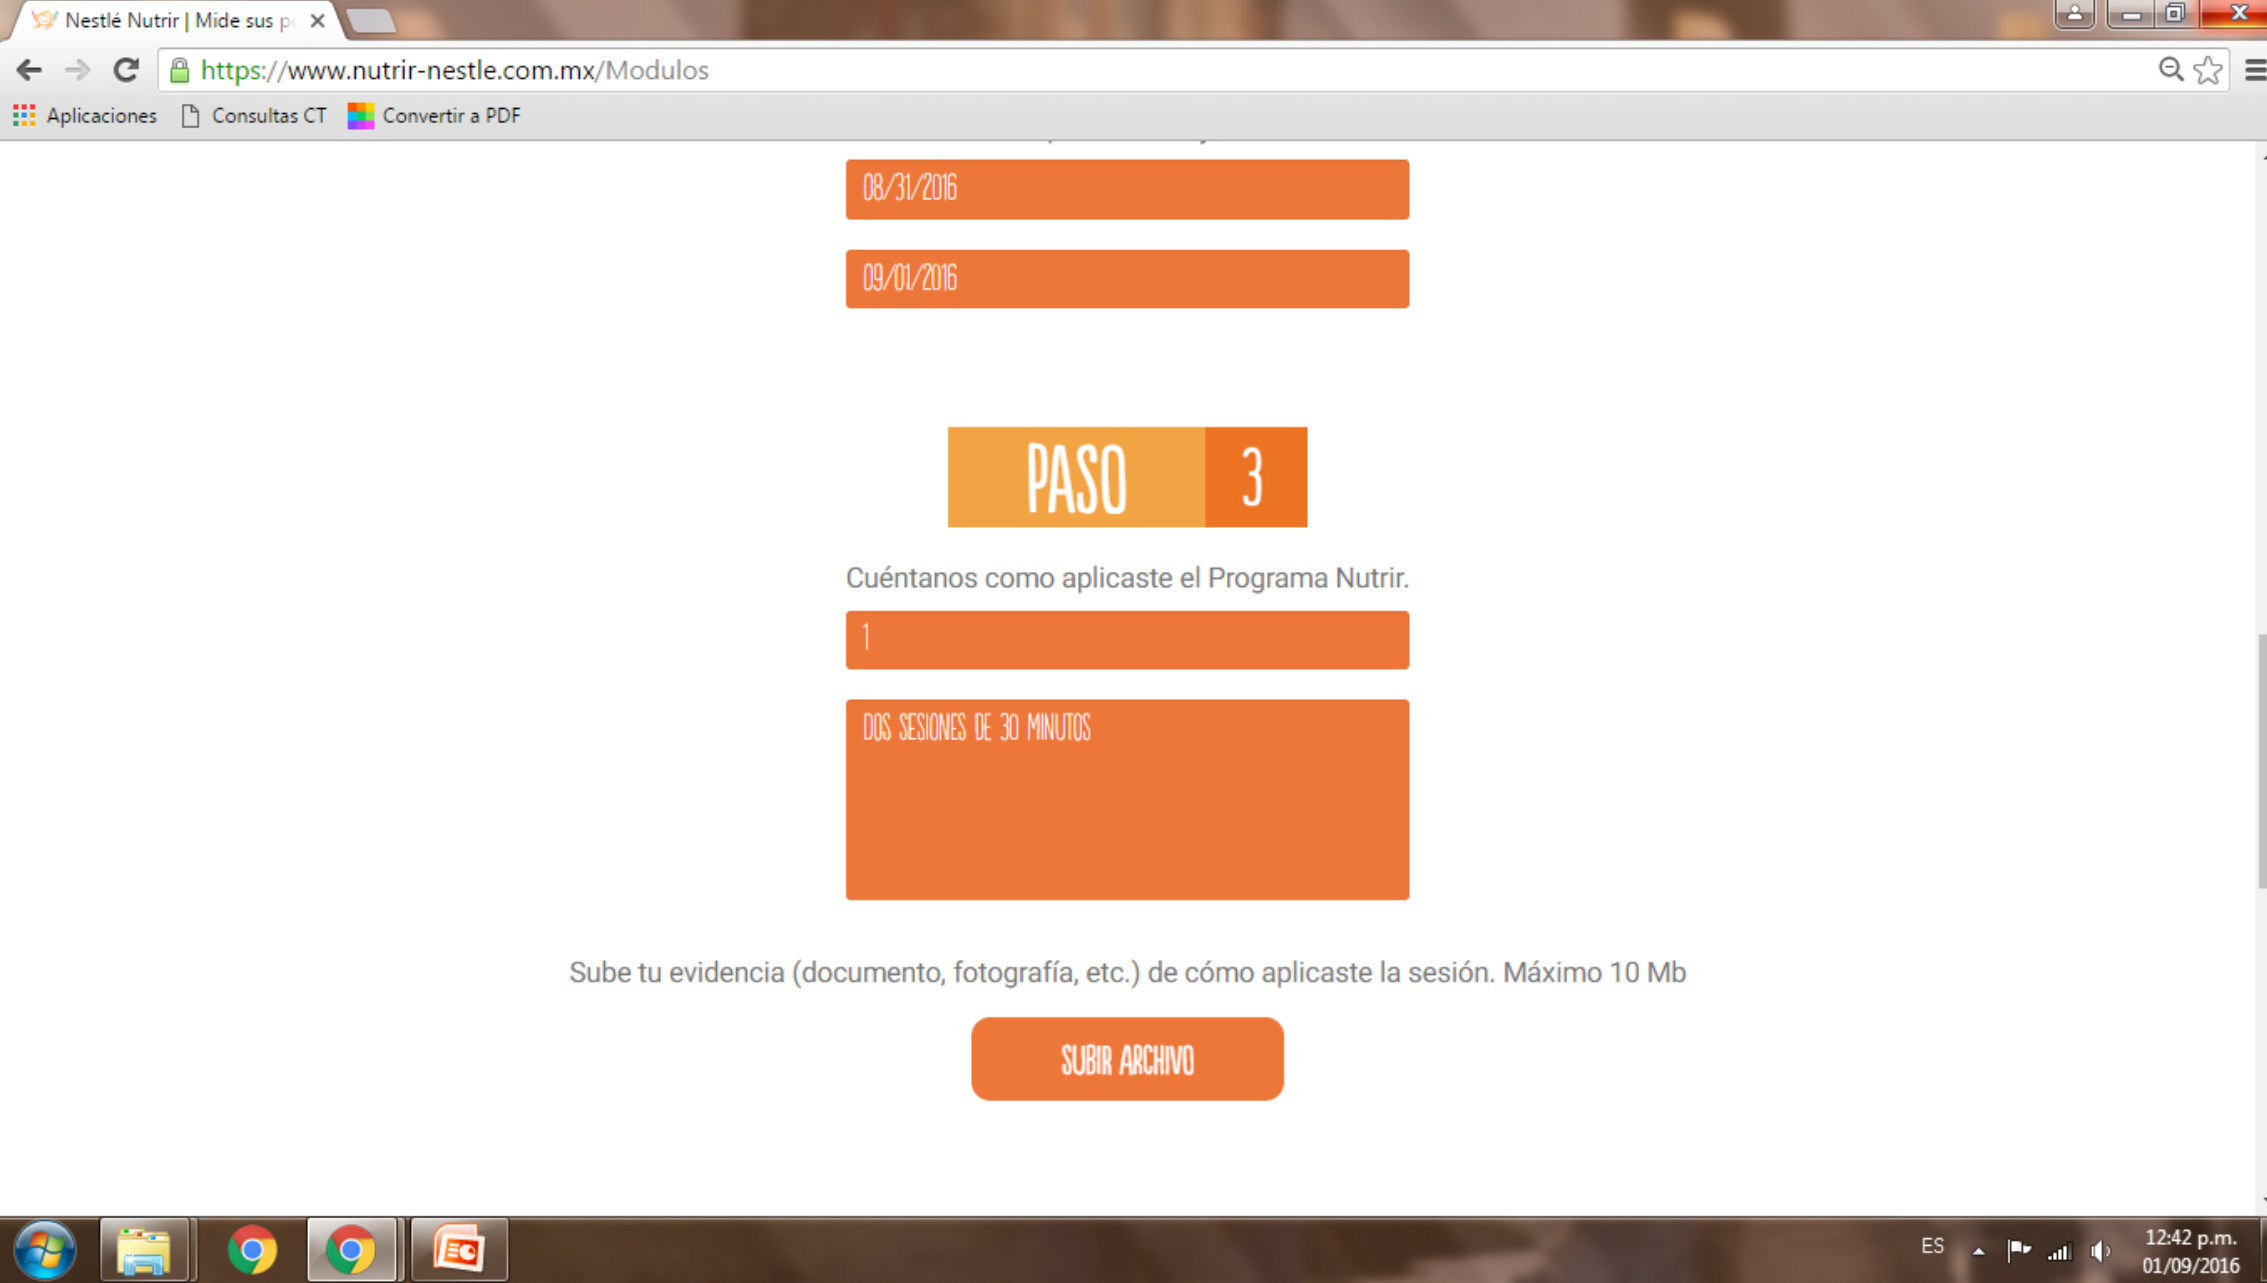 Nestlé Nutrir | Mide sus p
https://www.nutrir-nestle.com.mx/Modulos
Aplicaciones Consultas CT Convertir a PDF
08/31/2016
09/01/2016
PASO 3
Cuéntanos como aplicaste el Programa Nutrir.
1
DOS SESIONES DE 30 MINUTOS
Sube tu evidencia (documento, fotografía, etc.) de cómo aplicaste la sesión. Máximo 10 Mb
SUBIR ARCHIVO
ES
12:42 p.m.
01/09/2016